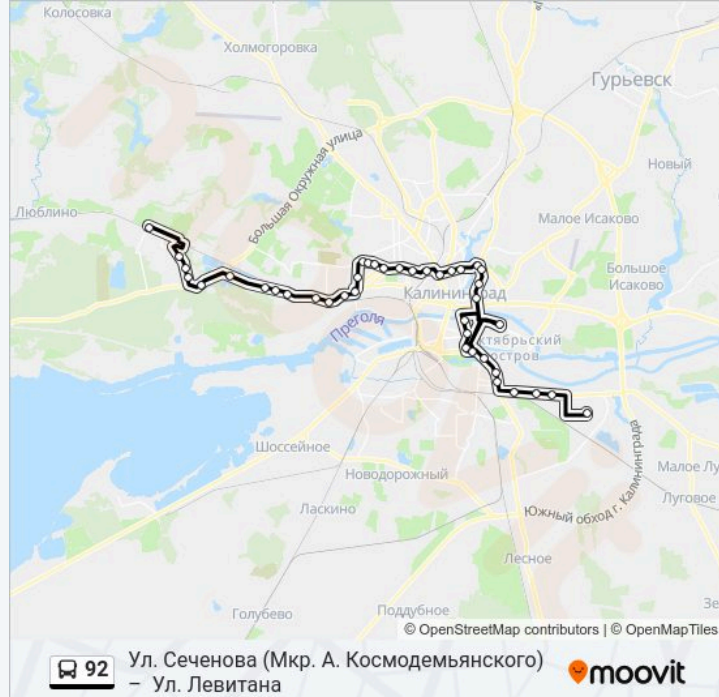 Колосовка
Холмогоровка
Гурьевск
Большая Окружная улица
Новый
Люблино
Малое Исаково
Большое
Исаково
Калининград
Преголя
Октябрьский
остров
Шоссейное
Новодорожный
Малое Лу
Луговое
Ласкино
Южный обход г. Калининграда
Лесное
Голубево
Поддубное
Зе
© OpenStreetMap contributors | © OpenMapTiles
92
Ул. Сеченова (Мкр. А. Космодемьянского)
– Ул. Левитана
moovit